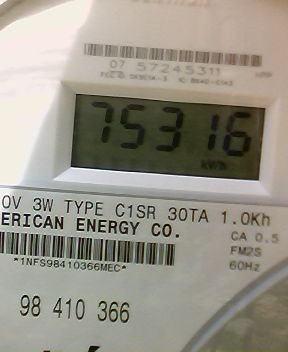 07 57245311
75316
kWh
0V 3W TYPE C1SR 30TA 1.0Kh
ERICAN ENERGY CO.
CA 0.5
FM2S
60Hz
*1NFS98410366MEC*
98 410 366